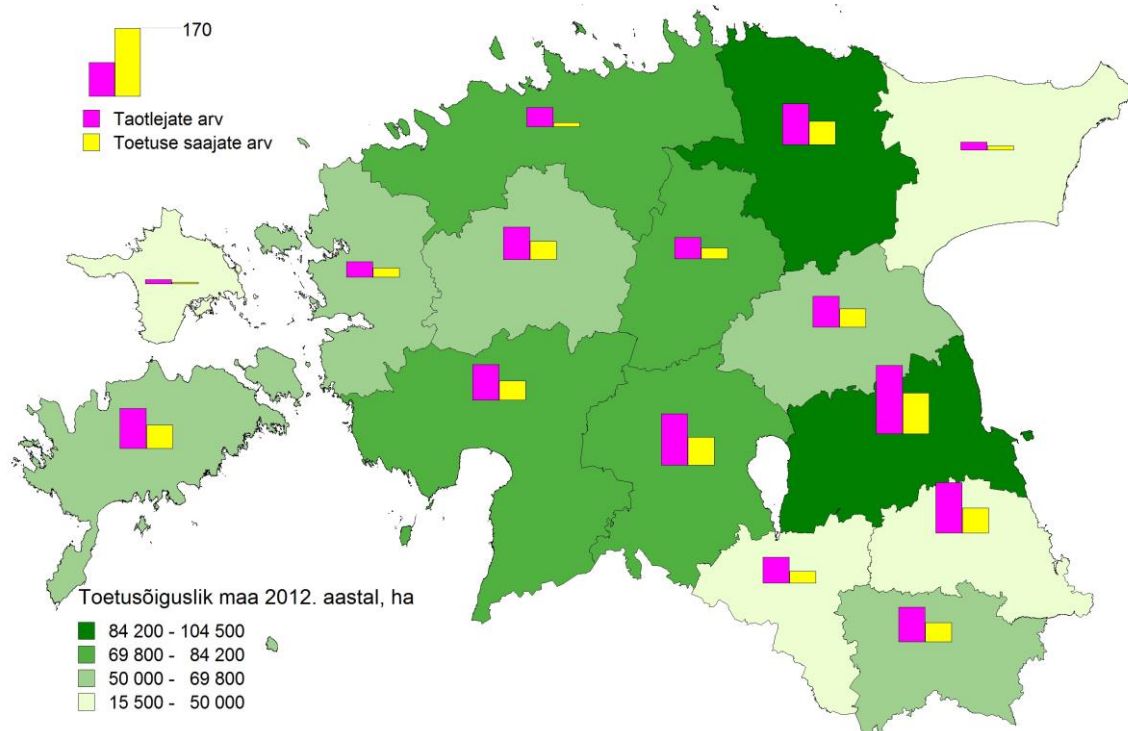 170
Taotlejate arv
Toetuse saajate arv
Toetusõiguslik maa 2012. aastal, ha
84 200 - 104 500
69 800 - 84 200
50 000 - 69 800
15 500 - 50 000